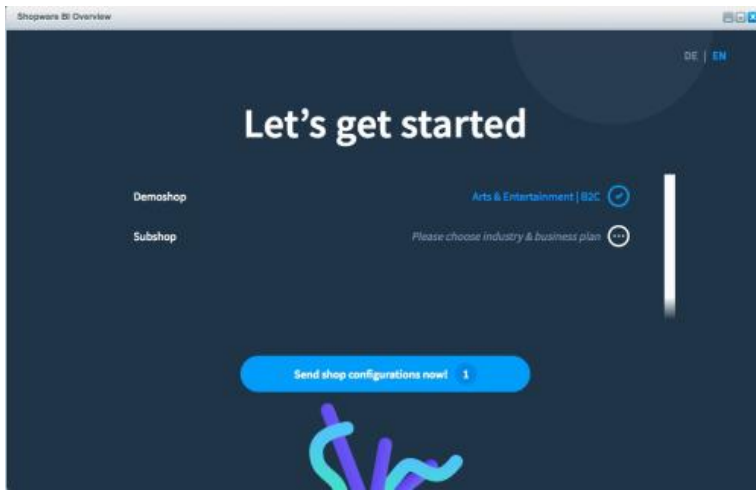 Shopware BI Overview
DE | EN
Let's get started
Demoshop
Arts & Entertainment | B2C
Subshop
Please choose industry & business plan
Send shop configurations now! 1